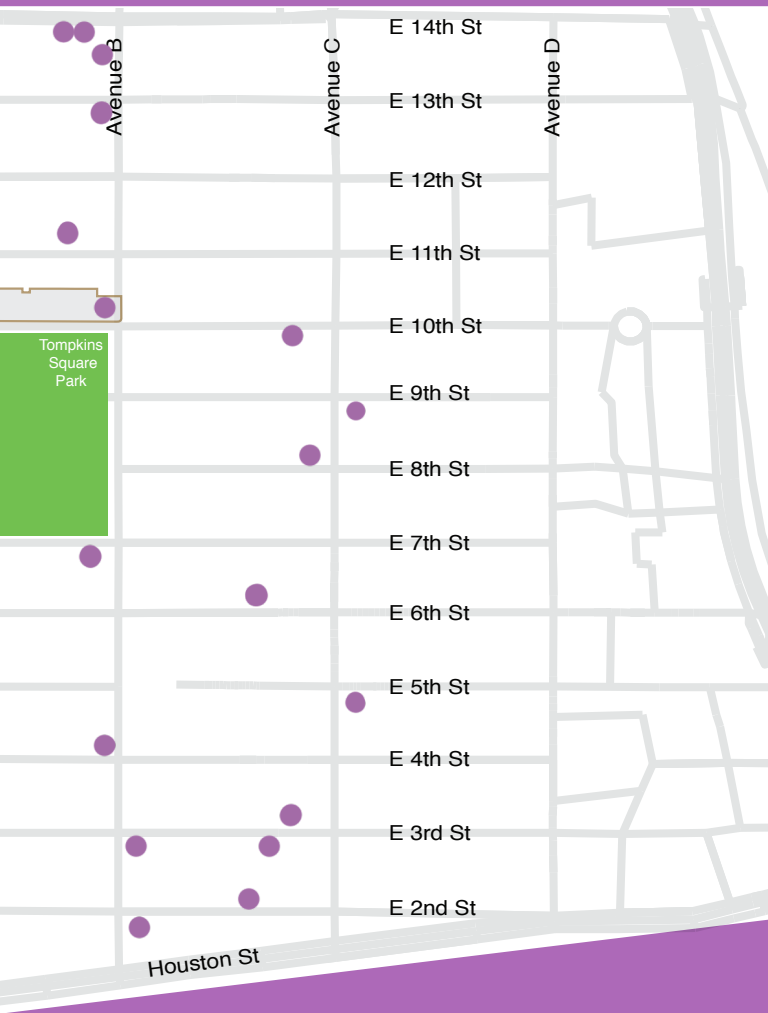 E 14th St
Avenue B
Avenue C
Avenue D
E 13th St
E 12th St
E 11th St
E 10th St
Tompkins
Square
Park
E 9th St
E 8th St
E 7th St
E 6th St
E 5th St
E 4th St
E 3rd St
E 2nd St
Houston St